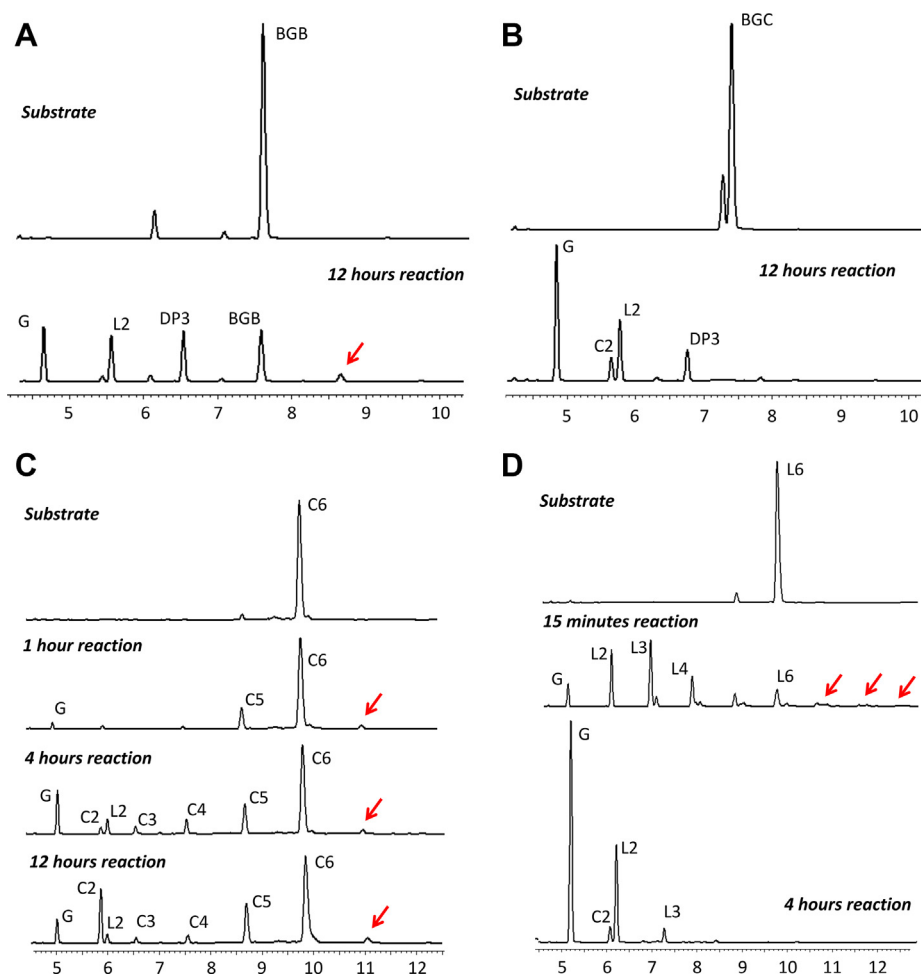 A
BGB
Substrate
12 hours reaction
G
L2
DP3
BGB
5 6 7 8 9 10
B
BGC
Substrate
12 hours reaction
G
C2
L2
DP3
5 6 7 8 9 10
C
Substrate
C6
1 hour reaction
G
C5
C6
4 hours reaction
G
C2
L2
C3
C4
C5
C6
12 hours reaction
G
C2
L2
C3
C4
C5
C6
5 6 7 8 9 10 11 12
D
Substrate
L6
15 minutes reaction
G
L2
L3
L4
L6
G
C2
L2
L3
4 hours reaction
5 6 7 8 9 10 11 12